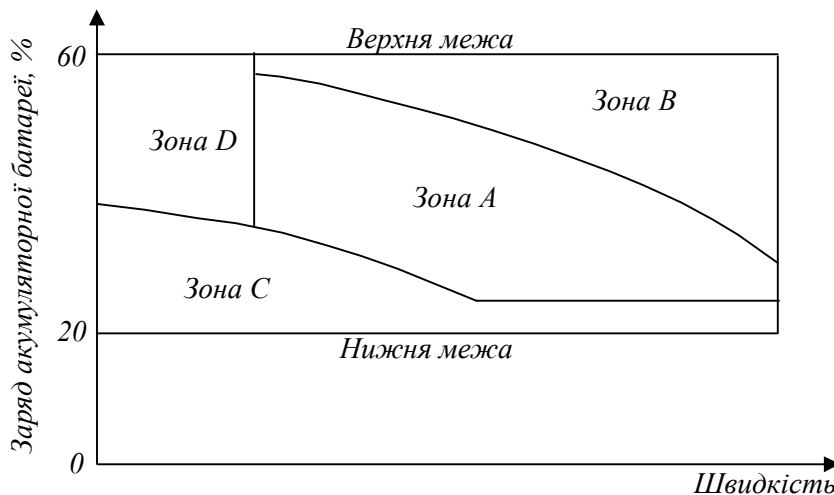 Заряд акумуляторної батареї, %
60
Верхня межа
Зона B
Зона D
Зона A
Зона C
20
Нижня межа
0
Швидкість